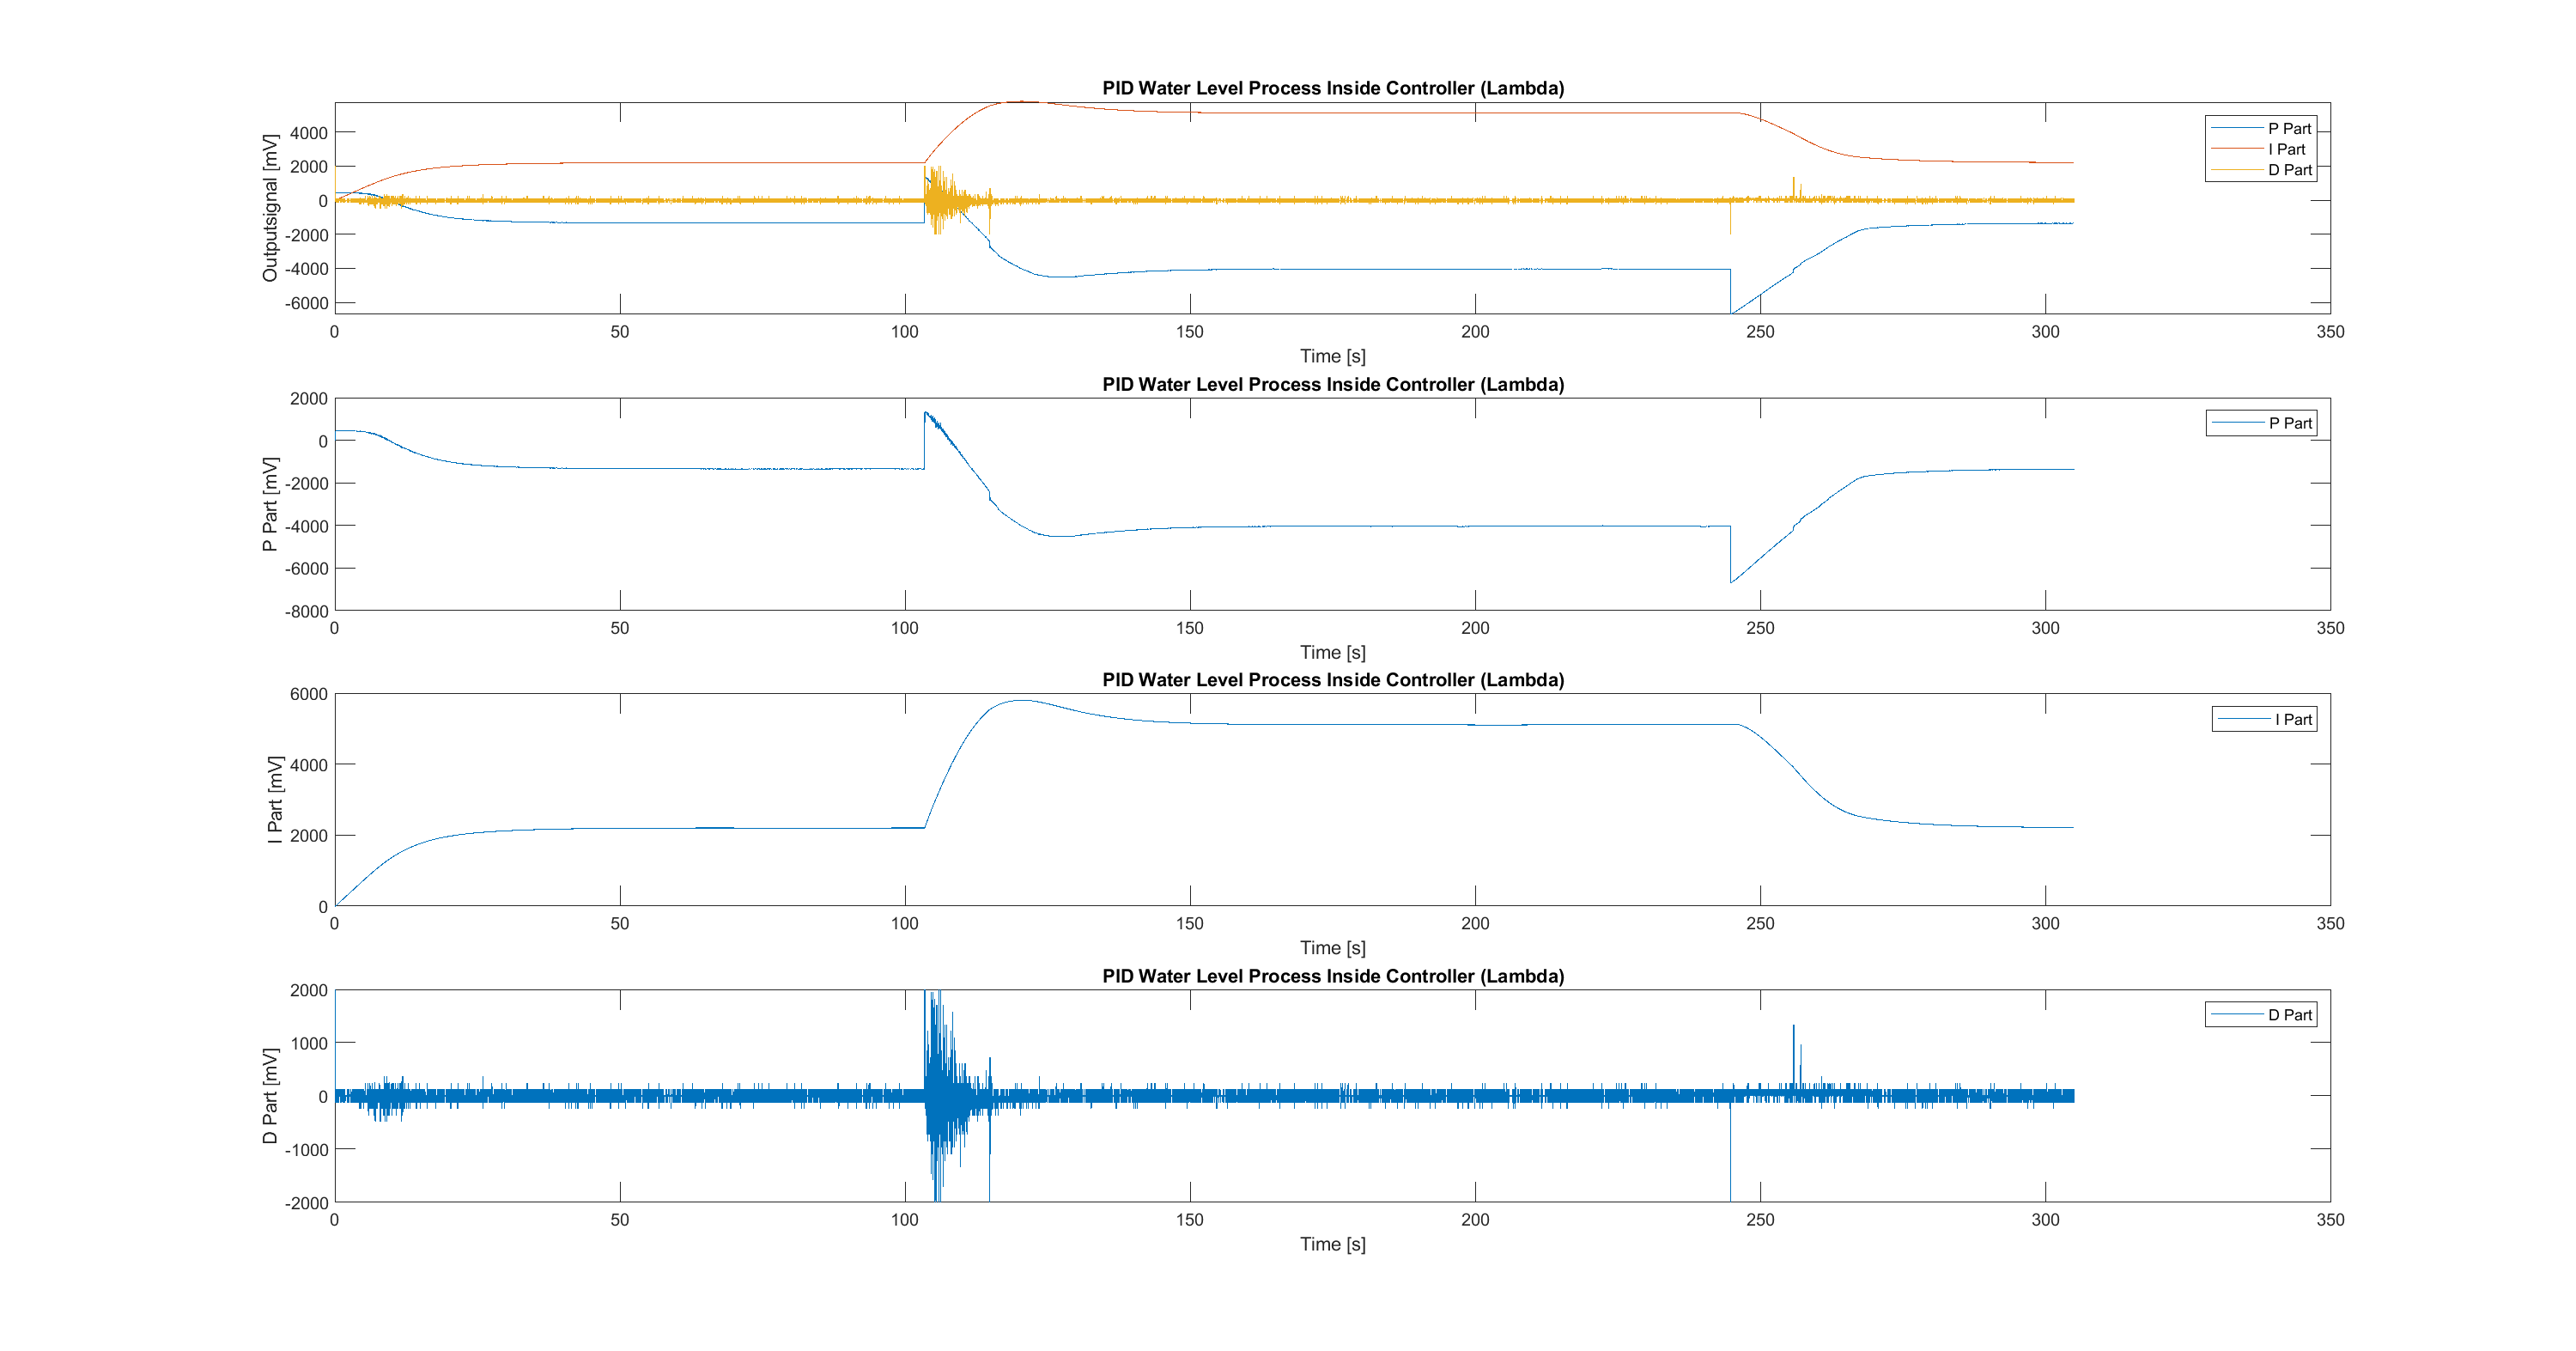 PID Water Level Process Inside Controller (Lambda)
Outputsignal [mV]
4000
2000
0
-2000
-4000
-6000
P Part
I Part
D Part
0 50 100 150 200 250 300 350
Time [s]
PID Water Level Process Inside Controller (Lambda)
P Part [mV]
2000
0
-2000
-4000
-6000
-8000
P Part
0 50 100 150 200 250 300 350
Time [s]
PID Water Level Process Inside Controller (Lambda)
I Part [mV]
6000
4000
2000
0
I Part
0 50 100 150 200 250 300 350
Time [s]
PID Water Level Process Inside Controller (Lambda)
D Part [mV]
2000
1000
0
-1000
-2000
D Part
0 50 100 150 200 250 300 350
Time [s]